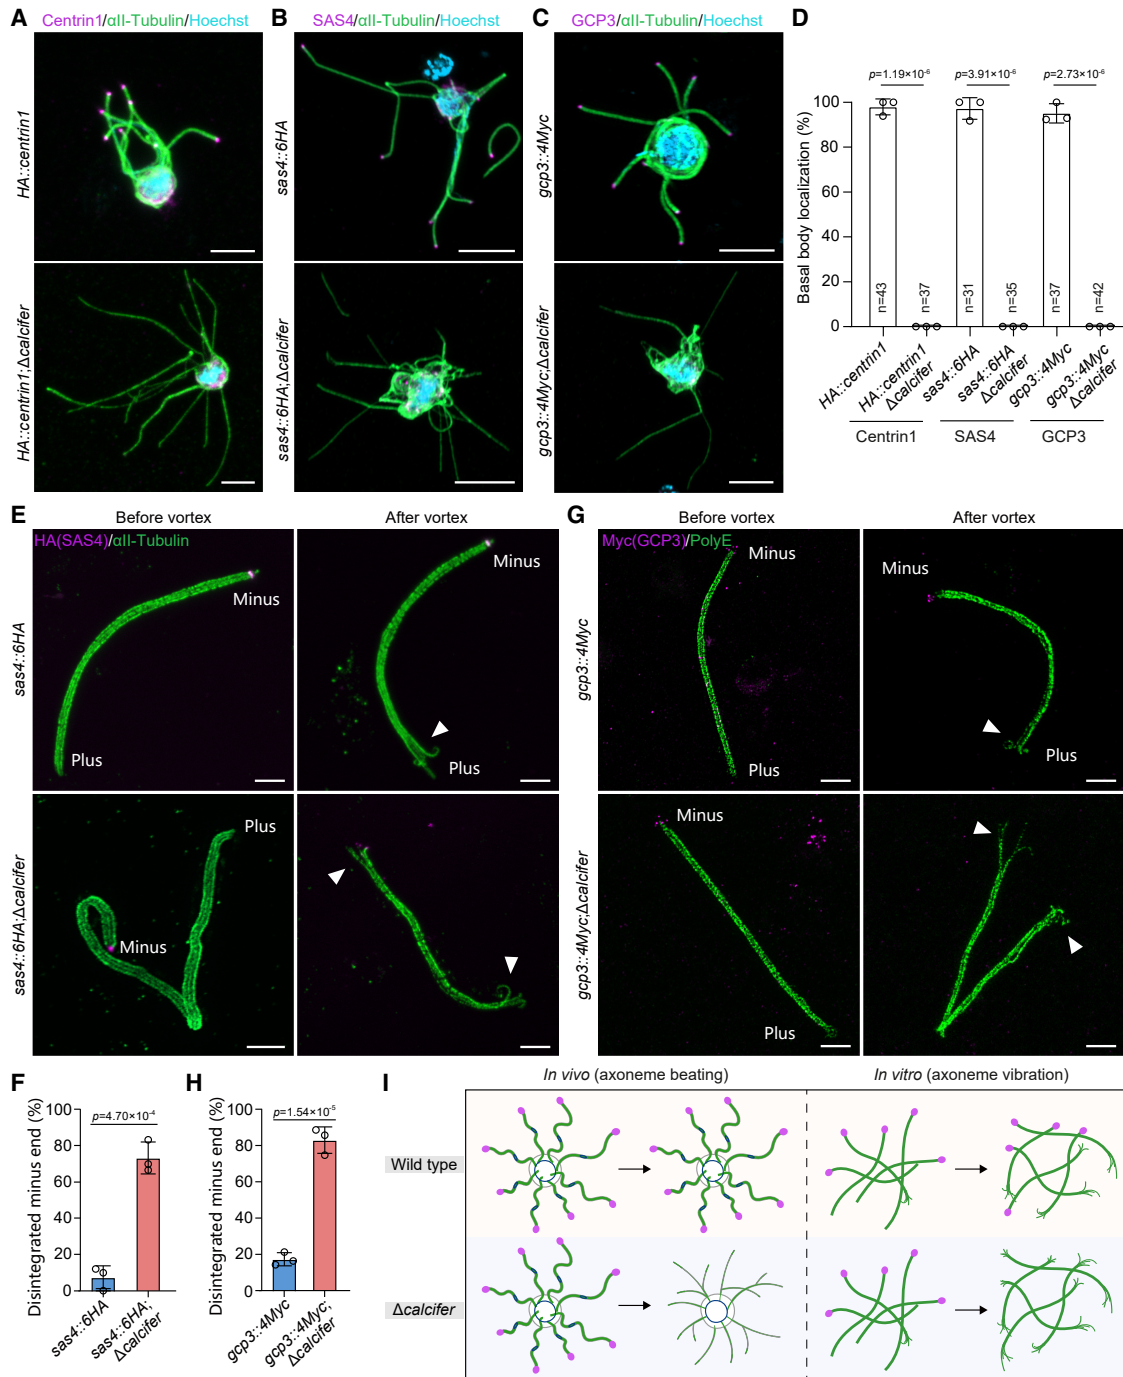 A
Centrin1/αII-Tubulin/Hoechst
HA::centrin1
HA::centrin1;Δcalcifer
B
SAS4/αII-Tubulin/Hoechst
sas4::6HA
sas4::6HA;Δcalcifer
C
GCP3/αII-Tubulin/Hoechst
gcp3::4Myc
gcp3::4Myc;Δcalcifer
D
p=1.19×10⁻⁶
p=3.91×10⁻⁶
p=2.73×10⁻⁶
Basal body localization (%)
100
80
60
40
20
0
n=43
n=37
n=31
n=35
n=37
n=42
HA::centrin1
HA::centrin1
Δcalcifer
sas4::6HA
sas4::6HA
Δcalcifer
gcp3::4Myc
gcp3::4Myc
Δcalcifer
Centrin1
SAS4
GCP3
E
Before vortex
After vortex
HA(SAS4)/αII-Tubulin
sas4::6HA
Minus
Plus
Minus
Plus
sas4::6HA;Δcalcifer
Plus
Minus
G
Before vortex
After vortex
Myc(GCP3)/PolyE
gcp3::4Myc
Minus
Plus
Minus
Plus
gcp3::4Myc;Δcalcifer
Minus
Plus
F
Disintegrated minus end (%)
100
80
60
40
20
0
p=4.70×10⁻⁴
sas4::6HA
sas4::6HA;
Δcalcifer
H
Disintegrated minus end (%)
100
80
60
40
20
0
p=1.54×10⁻⁵
gcp3::4Myc
gcp3::4Myc;
Δcalcifer
I
In vivo (axoneme beating)
In vitro (axoneme vibration)
Wild type
Δcalcifer